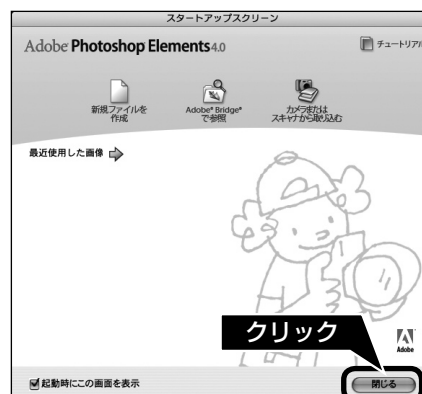 スタートアップスクリーン
Adobe® Photoshop Elements 4.0
チュートリアル
新規ファイルを
作成
Adobe® Bridge®
で参照
カメラまたは
スキャナから取り込む
最近使用した画像
クリック
Adobe
起動時にこの画面を表示
閉じる